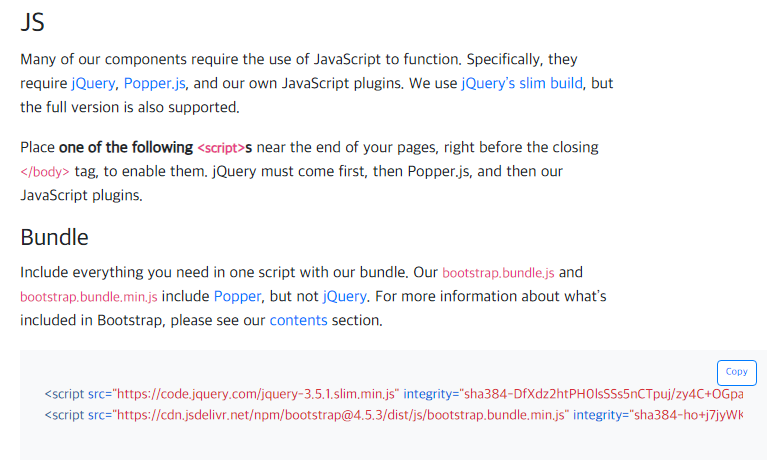 JS
Many of our components require the use of JavaScript to function. Specifically, they
require jQuery, Popper.js, and our own JavaScript plugins. We use jQuery's slim build, but
the full version is also supported.
Place one of the following <script>s near the end of your pages, right before the closing
</body> tag, to enable them. jQuery must come first, then Popper.js, and then our
JavaScript plugins.
Bundle
Include everything you need in one script with our bundle. Our bootstrap.bundle.js and
bootstrap.bundle.min.js include Popper, but not jQuery. For more information about what's
included in Bootstrap, please see our contents section.
Copy
<script src="https://code.jquery.com/jquery-3.5.1.slim.min.js" integrity="sha384-DfXdz2htPH0lsSSs5nCTpuj/zy4C+OGpa
<script src="https://cdn.jsdelivr.net/npm/bootstrap@4.5.3/dist/js/bootstrap.bundle.min.js" integrity="sha384-ho+j7jyWK